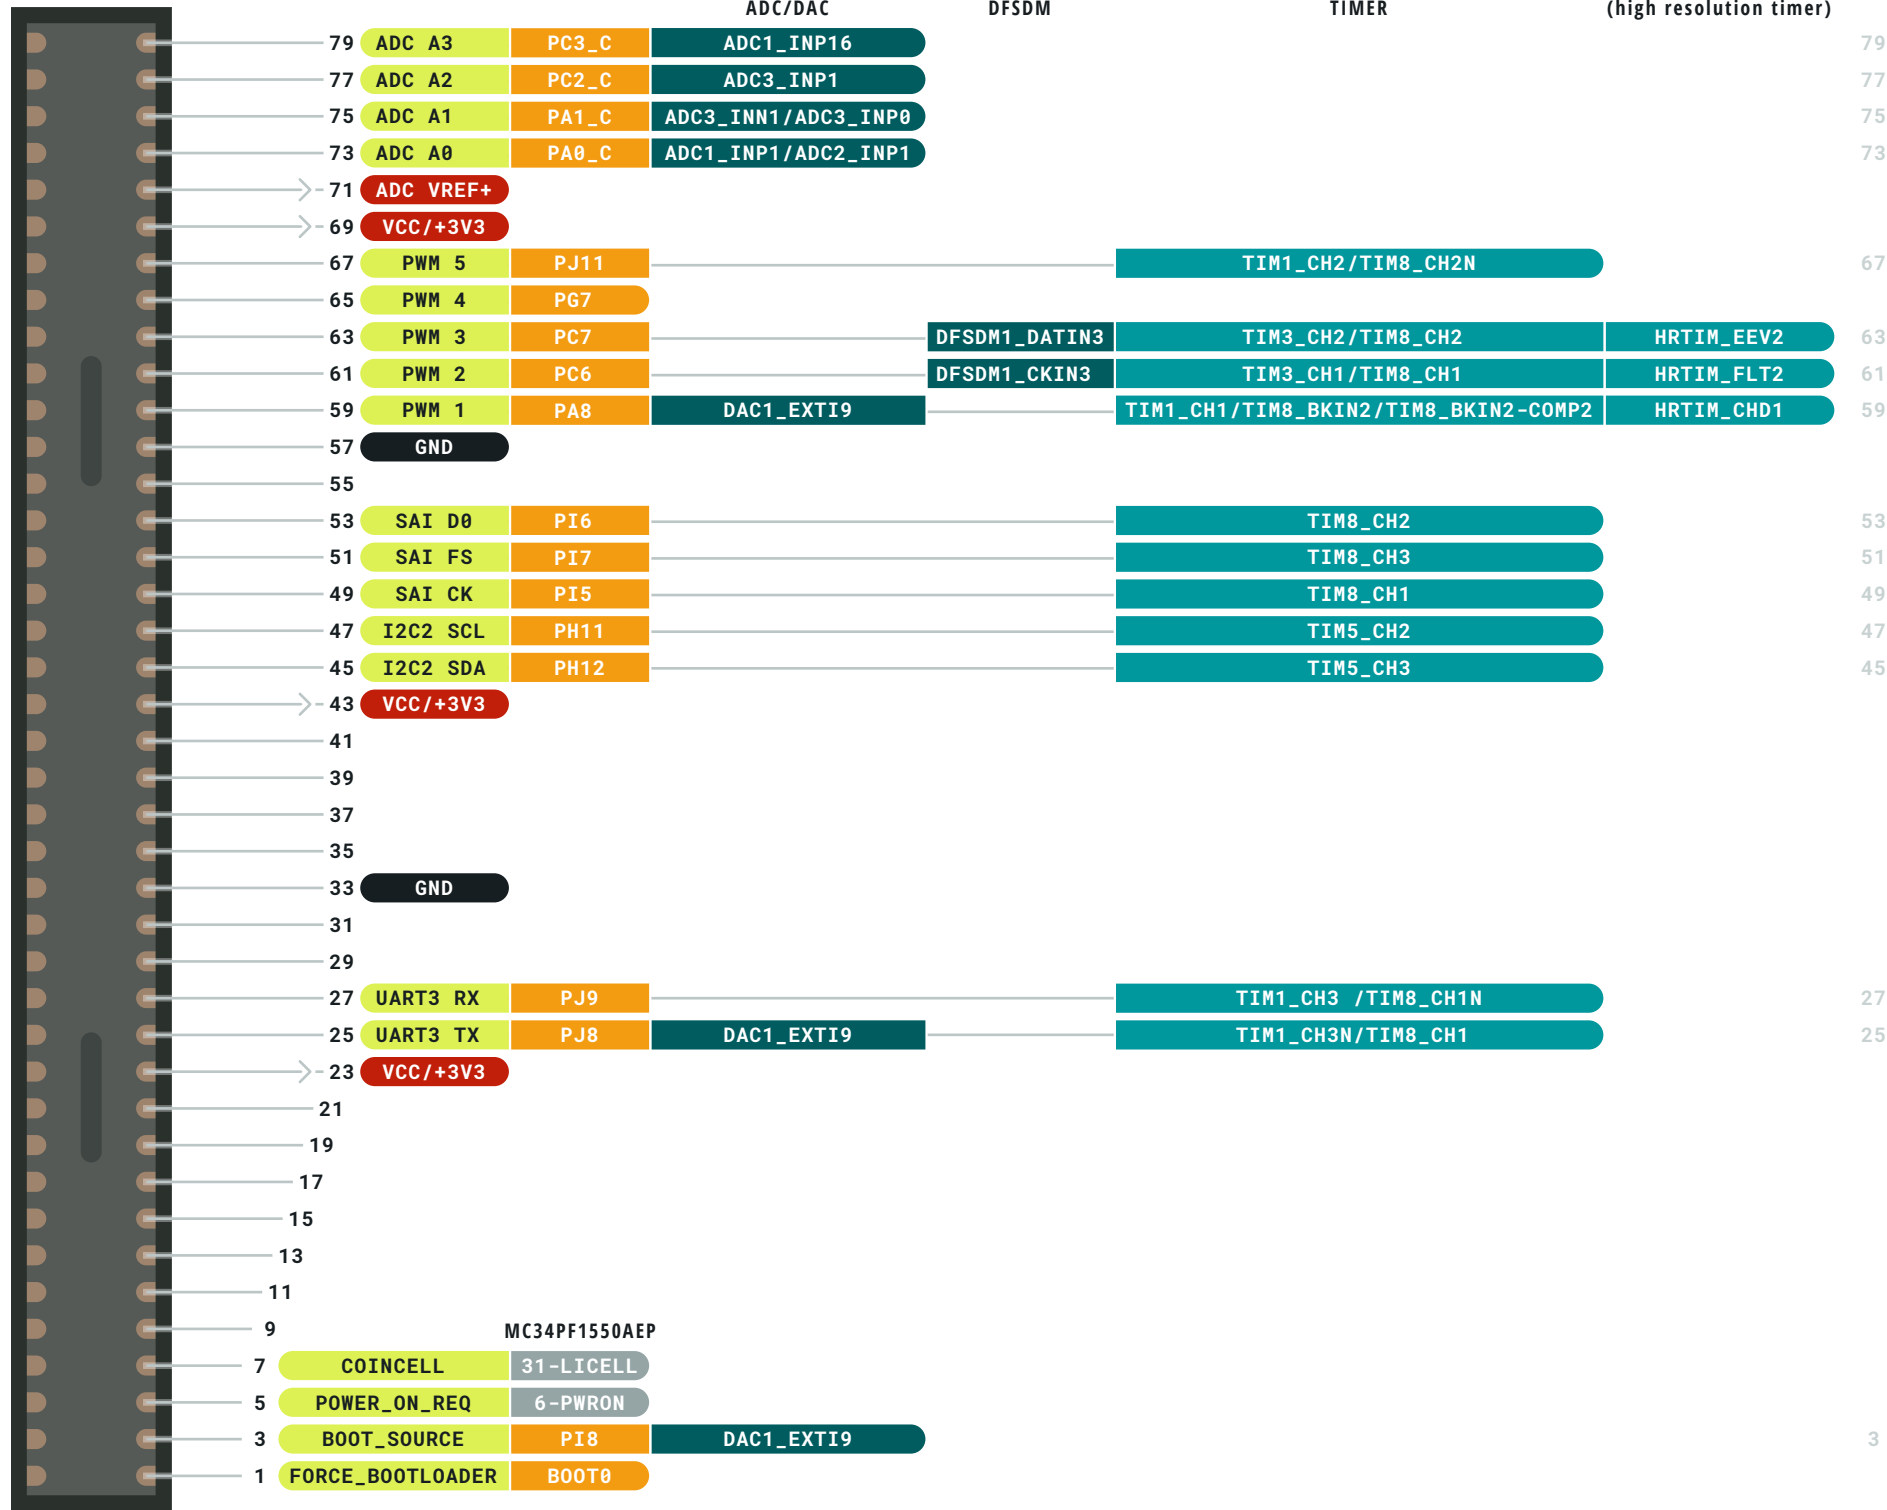 ADC/DAC DFSDM TIMER (high resolution timer)
79 ADC A3 PC3_C ADC1_INP16 79
77 ADC A2 PC2_C ADC3_INP1 77
75 ADC A1 PA1_C ADC3_INN1/ADC3_INP0 75
73 ADC A0 PA0_C ADC1_INP1/ADC2_INP1 73
71 ADC VREF+
69 VCC/+3V3
67 PWM 5 PJ11 TIM1_CH2/TIM8_CH2N 67
65 PWM 4 PG7
63 PWM 3 PC7 DFSDM1_DATIN3 TIM3_CH2/TIM8_CH2 HRTIM_EEV2 63
61 PWM 2 PC6 DFSDM1_CKIN3 TIM3_CH1/TIM8_CH1 HRTIM_FLT2 61
59 PWM 1 PA8 DAC1_EXTI9 TIM1_CH1/TIM8_BKIN2/TIM8_BKIN2-COMP2 HRTIM_CHD1 59
57 GND
55
53 SAI D0 PI6 TIM8_CH2 53
51 SAI FS PI7 TIM8_CH3 51
49 SAI CK PI5 TIM8_CH1 49
47 I2C2 SCL PH11 TIM5_CH2 47
45 I2C2 SDA PH12 TIM5_CH3 45
43 VCC/+3V3
41
39
37
35
33 GND
31
29
27 UART3 RX PJ9 TIM1_CH3 /TIM8_CH1N 27
25 UART3 TX PJ8 DAC1_EXTI9 TIM1_CH3N/TIM8_CH1 25
23 VCC/+3V3
21
19
17
15
13
11
9
MC34PF1550AEP
7 COINCELL 31-LICELL
5 POWER_ON_REQ 6-PWRON
3 BOOT_SOURCE PI8 DAC1_EXTI9 3
1 FORCE_BOOTLOADER BOOT0